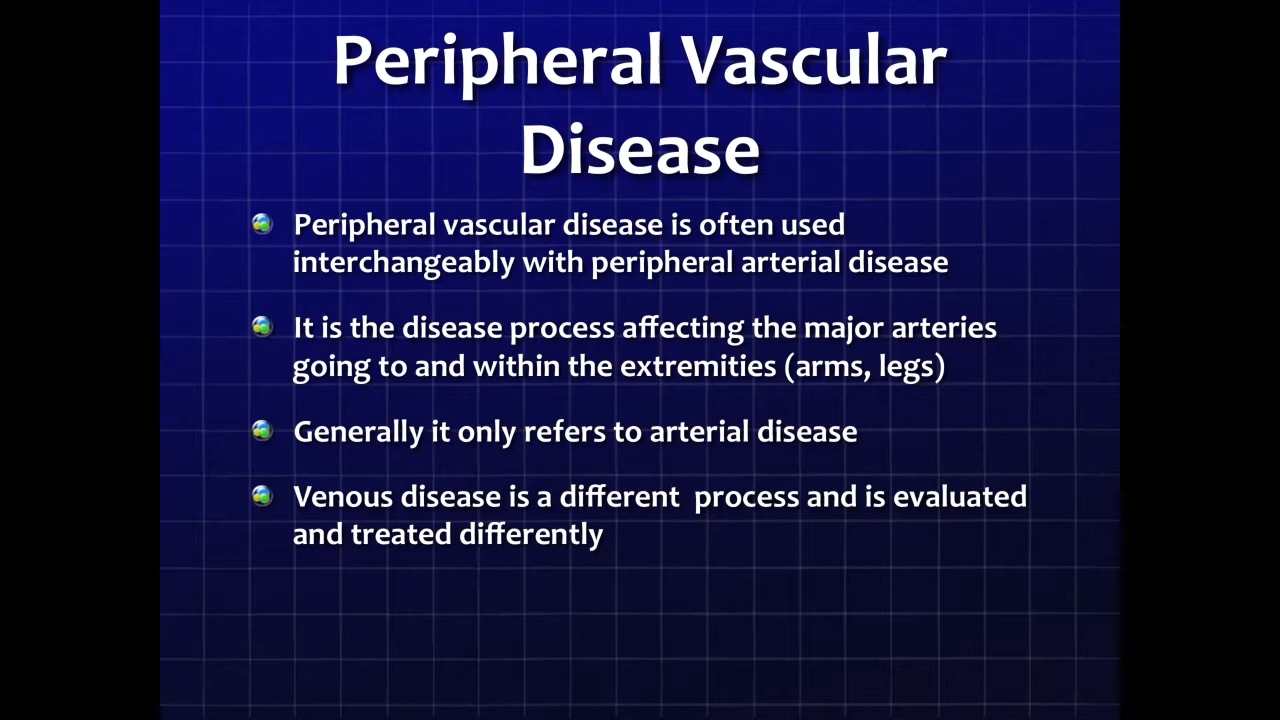 Peripheral Vascular
Disease
Peripheral vascular disease is often used
interchangeably with peripheral arterial disease
It is the disease process affecting the major arteries
going to and within the extremities (arms, legs)
Generally it only refers to arterial disease
Venous disease is a different  process and is evaluated
and treated differently